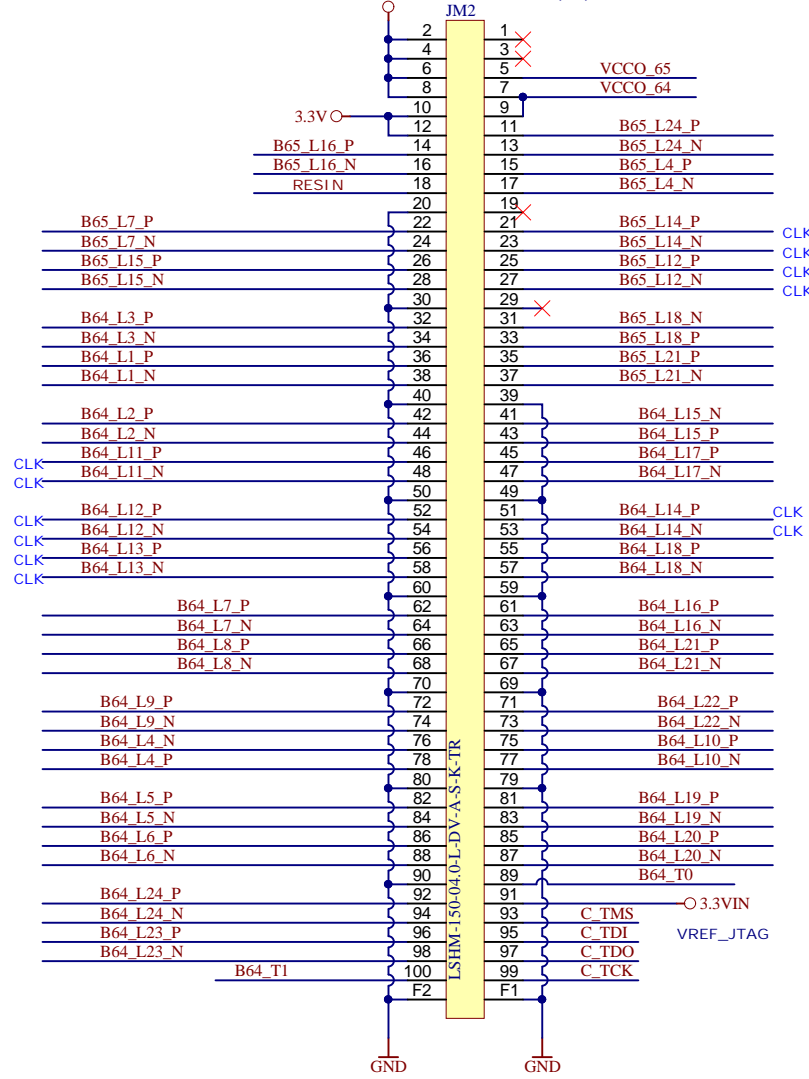 JM2
2 1
4 3
6 5 VCCO_65
8 7 VCCO_64
3.3V 10 9
12 11 B65_L24_P
B65_L16_P 14 13 B65_L24_N
B65_L16_N 16 15 B65_L4_P
RESIN 18 17 B65_L4_N
20 19
B65_L7_P 22 21 B65_L14_P CLK
B65_L7_N 24 23 B65_L14_N CLK
B65_L15_P 26 25 B65_L12_P CLK
B65_L15_N 28 27 B65_L12_N CLK
30 29
B64_L3_P 32 31 B65_L18_N
B64_L3_N 34 33 B65_L18_P
B64_L1_P 36 35 B65_L21_P
B64_L1_N 38 37 B65_L21_N
40 39
B64_L2_P 42 41 B64_L15_N
B64_L2_N 44 43 B64_L15_P
CLK B64_L11_P 46 45 B64_L17_P
CLK B64_L11_N 48 47 B64_L17_N
50 49
CLK B64_L12_P 52 51 B64_L14_P CLK
CLK B64_L12_N 54 53 B64_L14_N CLK
CLK B64_L13_P 56 55 B64_L18_P
CLK B64_L13_N 58 57 B64_L18_N
60 59
B64_L7_P 62 61 B64_L16_P
B64_L7_N 64 63 B64_L16_N
B64_L8_P 66 65 B64_L21_P
B64_L8_N 68 67 B64_L21_N
70 69
B64_L9_P 72 71 B64_L22_P
B64_L9_N 74 73 B64_L22_N
B64_L4_N 76 75 B64_L10_P
B64_L4_P 78 77 B64_L10_N
80 79
B64_L5_P 82 81 B64_L19_P
B64_L5_N 84 83 B64_L19_N
B64_L6_P 86 85 B64_L20_P
B64_L6_N 88 87 B64_L20_N
90 89 B64_T0
B64_L24_P 92 91 3.3VIN
B64_L24_N 94 93 C_TMS
VREF_JTAG
B64_L23_P 96 95 C_TDI
B64_L23_N 98 97 C_TDO
B64_T1 100 99 C_TCK
F2 F1
LSHM-150-04.0-L-DV-A-S-K-TR
GND GND